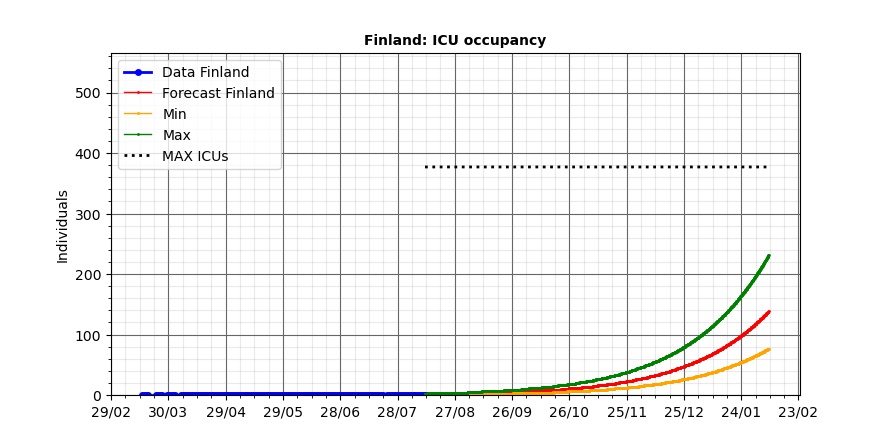 Finland: ICU occupancy
Data Finland
Forecast Finland
Min
Max
MAX ICUs
Individuals
500
400
300
200
100
0
29/02 30/03 29/04 29/05 28/06 28/07 27/08 26/09 26/10 25/11 25/12 24/01 23/02